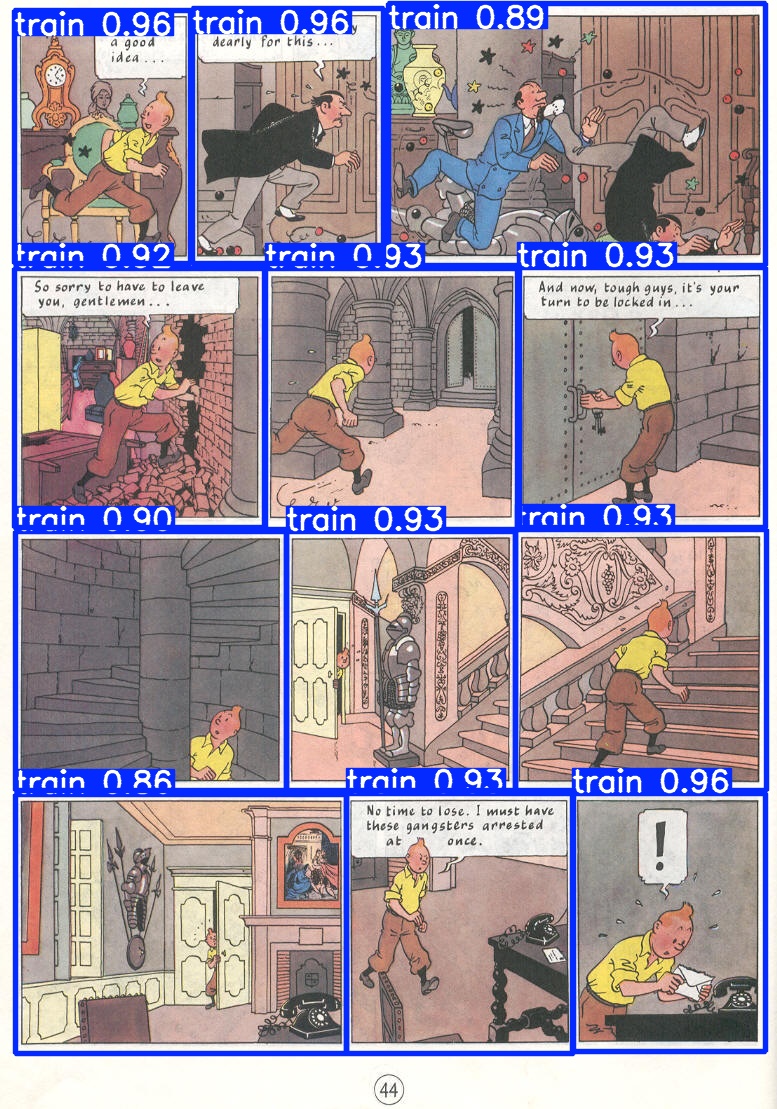 train 0.96
train 0.96
train 0.89
a good
idea...
dearly for this...
train 0.92
train 0.93
train 0.93
So sorry to have to leave
you, gentlemen...
And now, tough guys, it's your
turn to be locked in...
train 0.90
train 0.93
train 0.93
train 0.86
train 0.93
train 0.96
No time to lose. I must have
these gangsters arrested
at once.
!
44